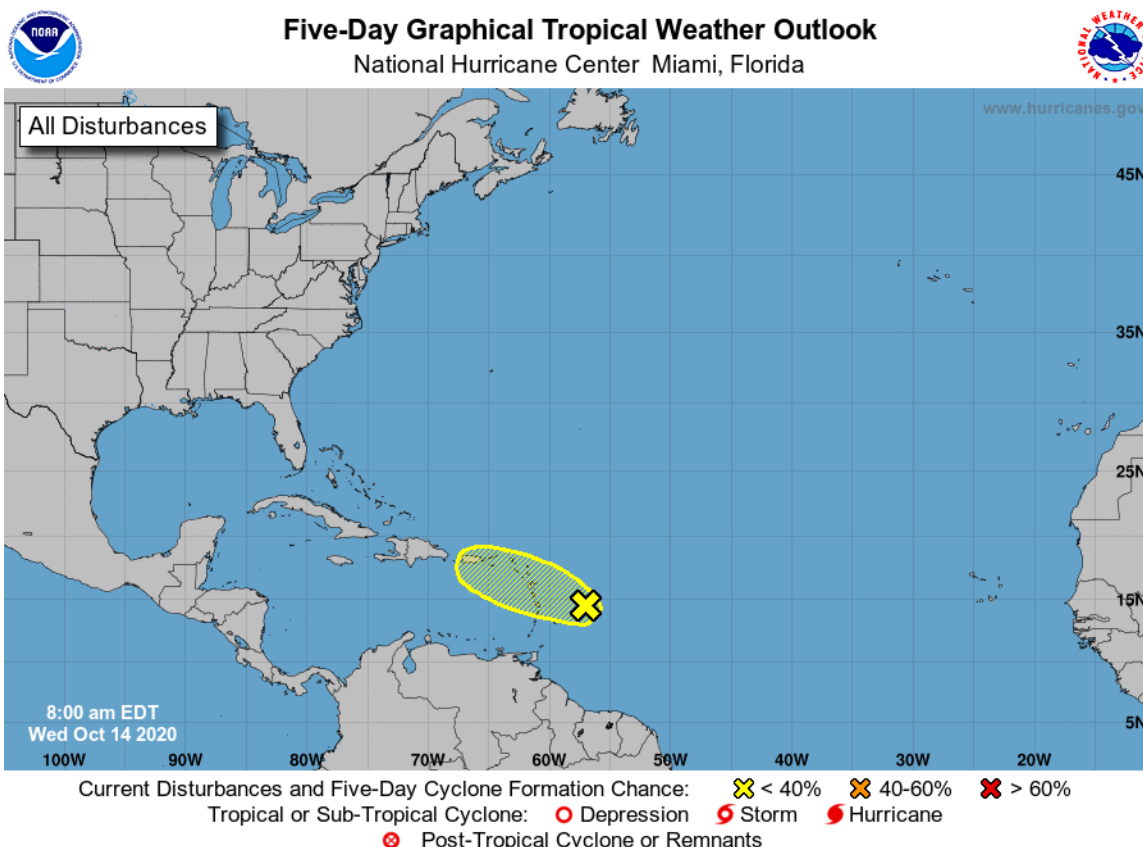 Five-Day Graphical Tropical Weather Outlook
National Hurricane Center Miami, Florida
NOAA
NATIONAL WEATHER
All Disturbances
www.hurricanes.gov
45N
35N
25N
15N
5N
8:00 am EDT
Wed Oct 14 2020
100W 90W 80W 70W 60W 50W 40W 30W 20W
Current Disturbances and Five-Day Cyclone Formation Chance: < 40% 40-60% > 60%
Tropical or Sub-Tropical Cyclone: Depression Storm Hurricane
Post-Tropical Cyclone or Remnants